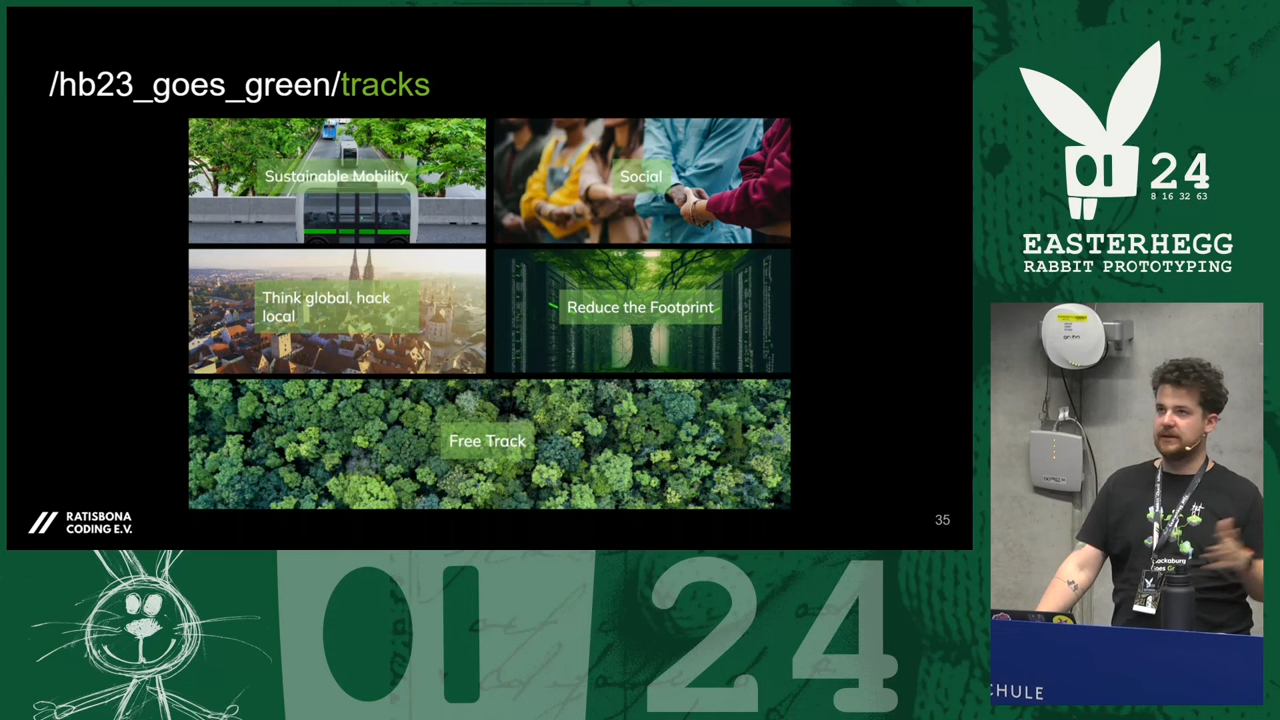 /hb23_goes_green/tracks
Sustainable Mobility
Social
Think global, hack
local
Reduce the Footprint
Free Track
RATISBONA
CODING E.V.
35
24
8 16 32 63
EASTERHEGG
RABBIT PROTOTYPING
24
CHULE